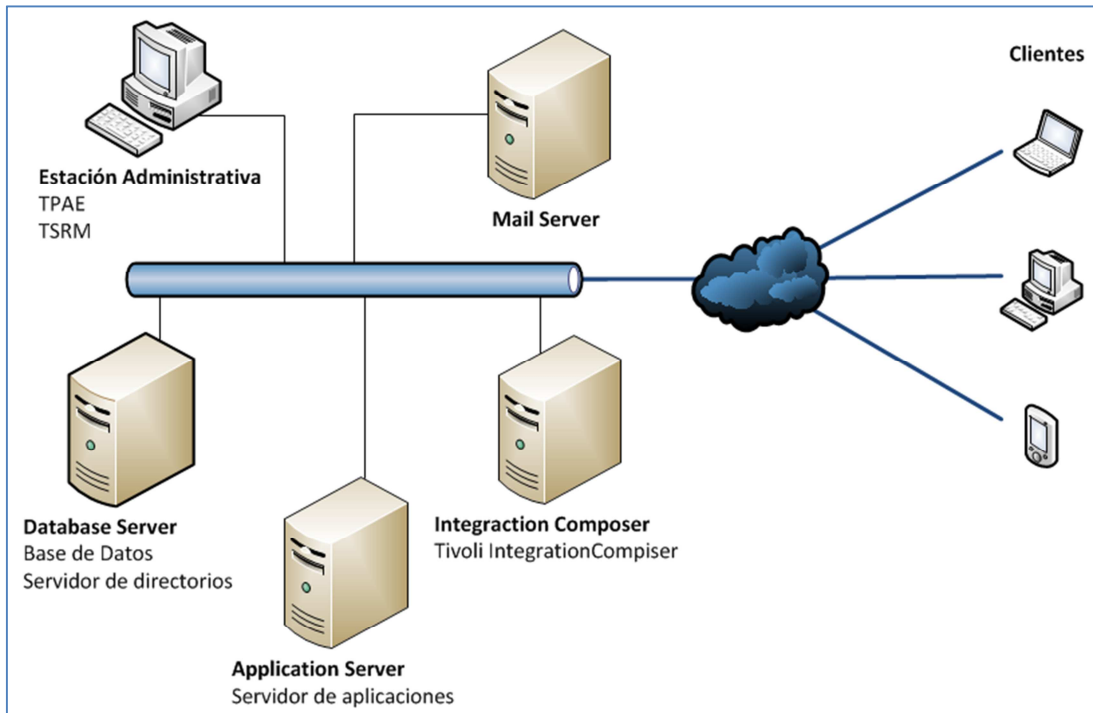 Clientes
Estación Administrativa
TPAE
TSRM
Mail Server
Database Server
Base de Datos
Servidor de directorios
Integraction Composer
Tivoli IntegrationCompiser
Application Server
Servidor de aplicaciones